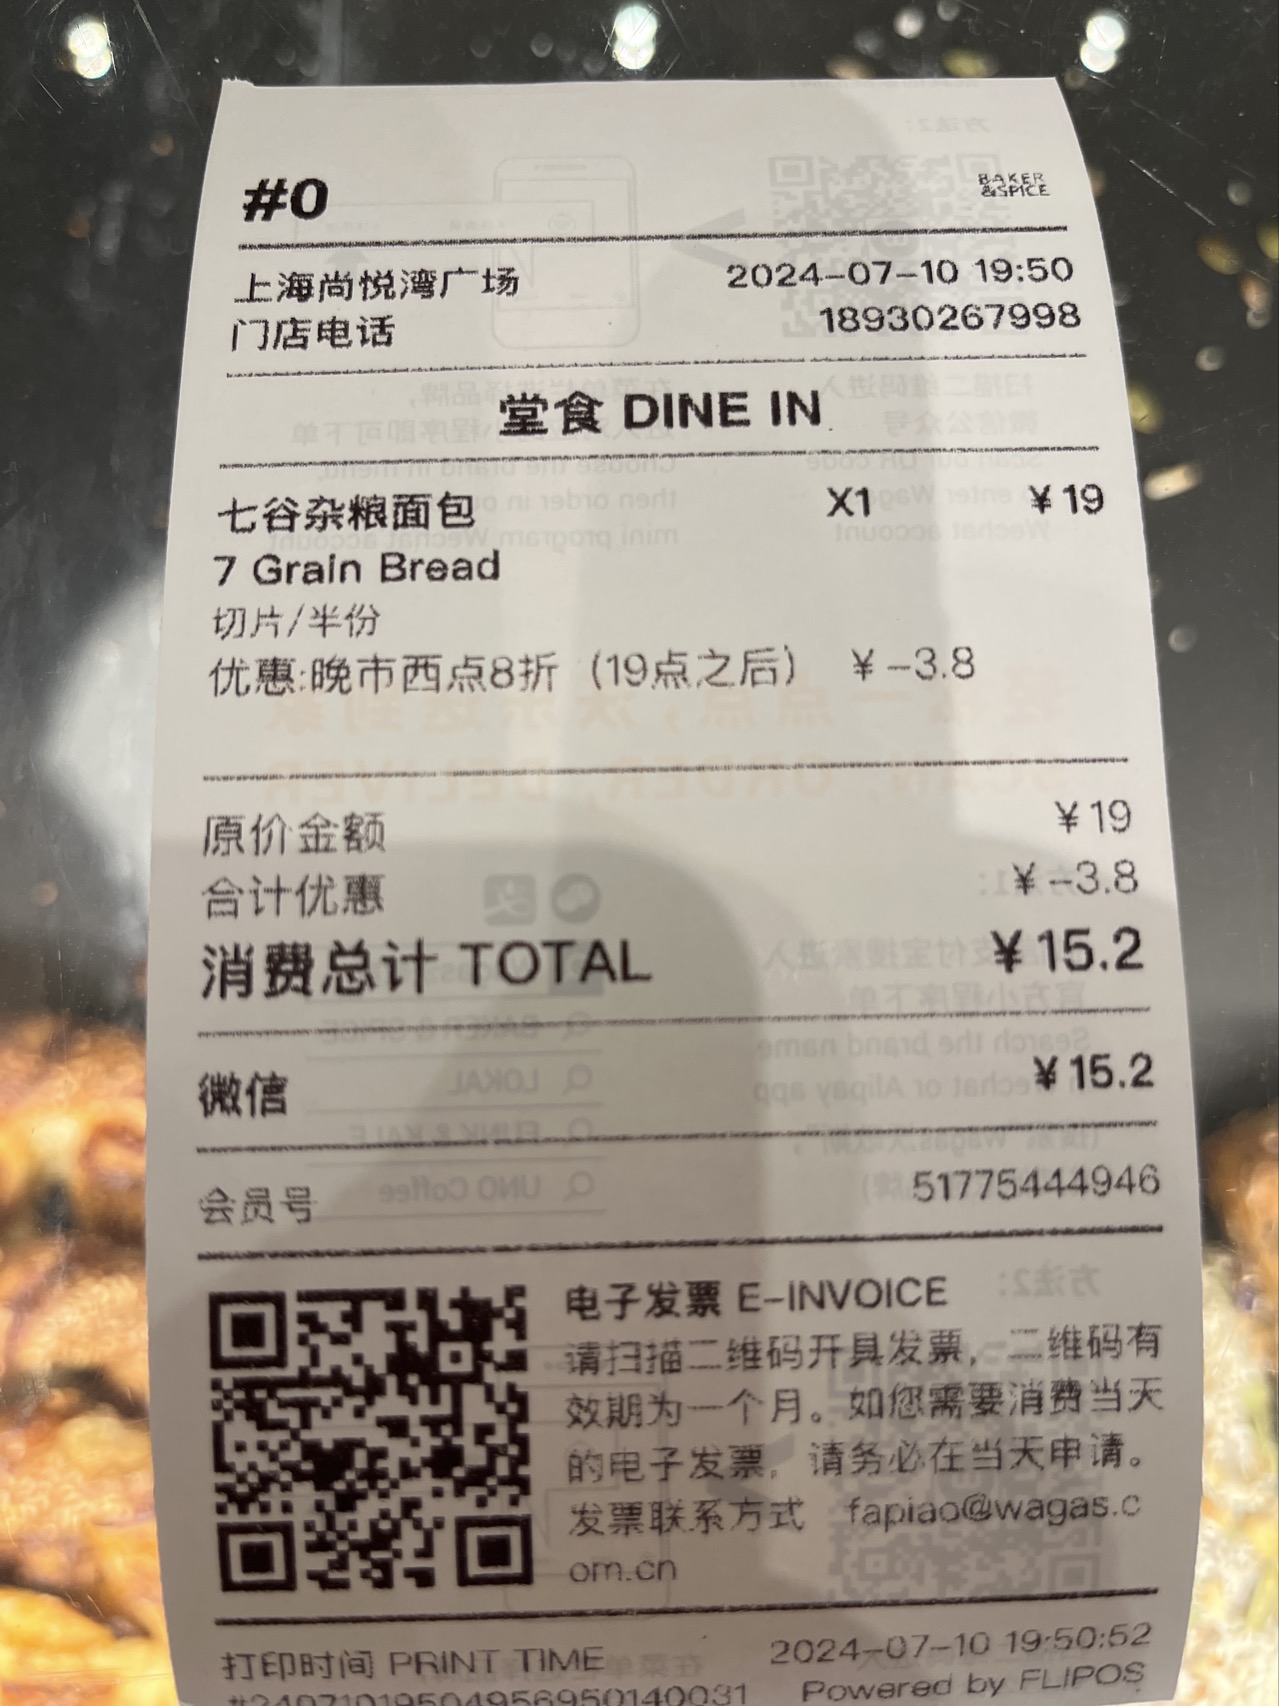 #0
BAKER
&SPICE
上海尚悦湾广场 2024-07-10 19:50
门店电话 18930267998
堂食 DINE IN
七谷杂粮面包 X1 ¥19
7 Grain Bread
切片/半份
优惠:晚市西点8折（19点之后） ¥-3.8
原价金额 ¥19
合计优惠 ¥-3.8
消费总计 TOTAL ¥15.2
微信 ¥15.2
会员号 51775444946
电子发票 E-INVOICE
请扫描二维码开具发票，二维码有
效期为一个月。如您需要消费当天
的电子发票，请务必在当天申请。
发票联系方式 fapiao@wagas.c
om.cn
打印时间 PRINT TIME 2024-07-10 19:50:52
Powered by FLIPOS